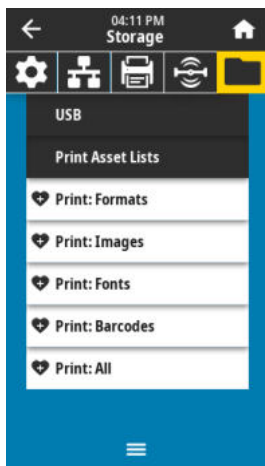 04:11 PM
Storage
USB
Print Asset Lists
Print: Formats
Print: Images
Print: Fonts
Print: Barcodes
Print: All